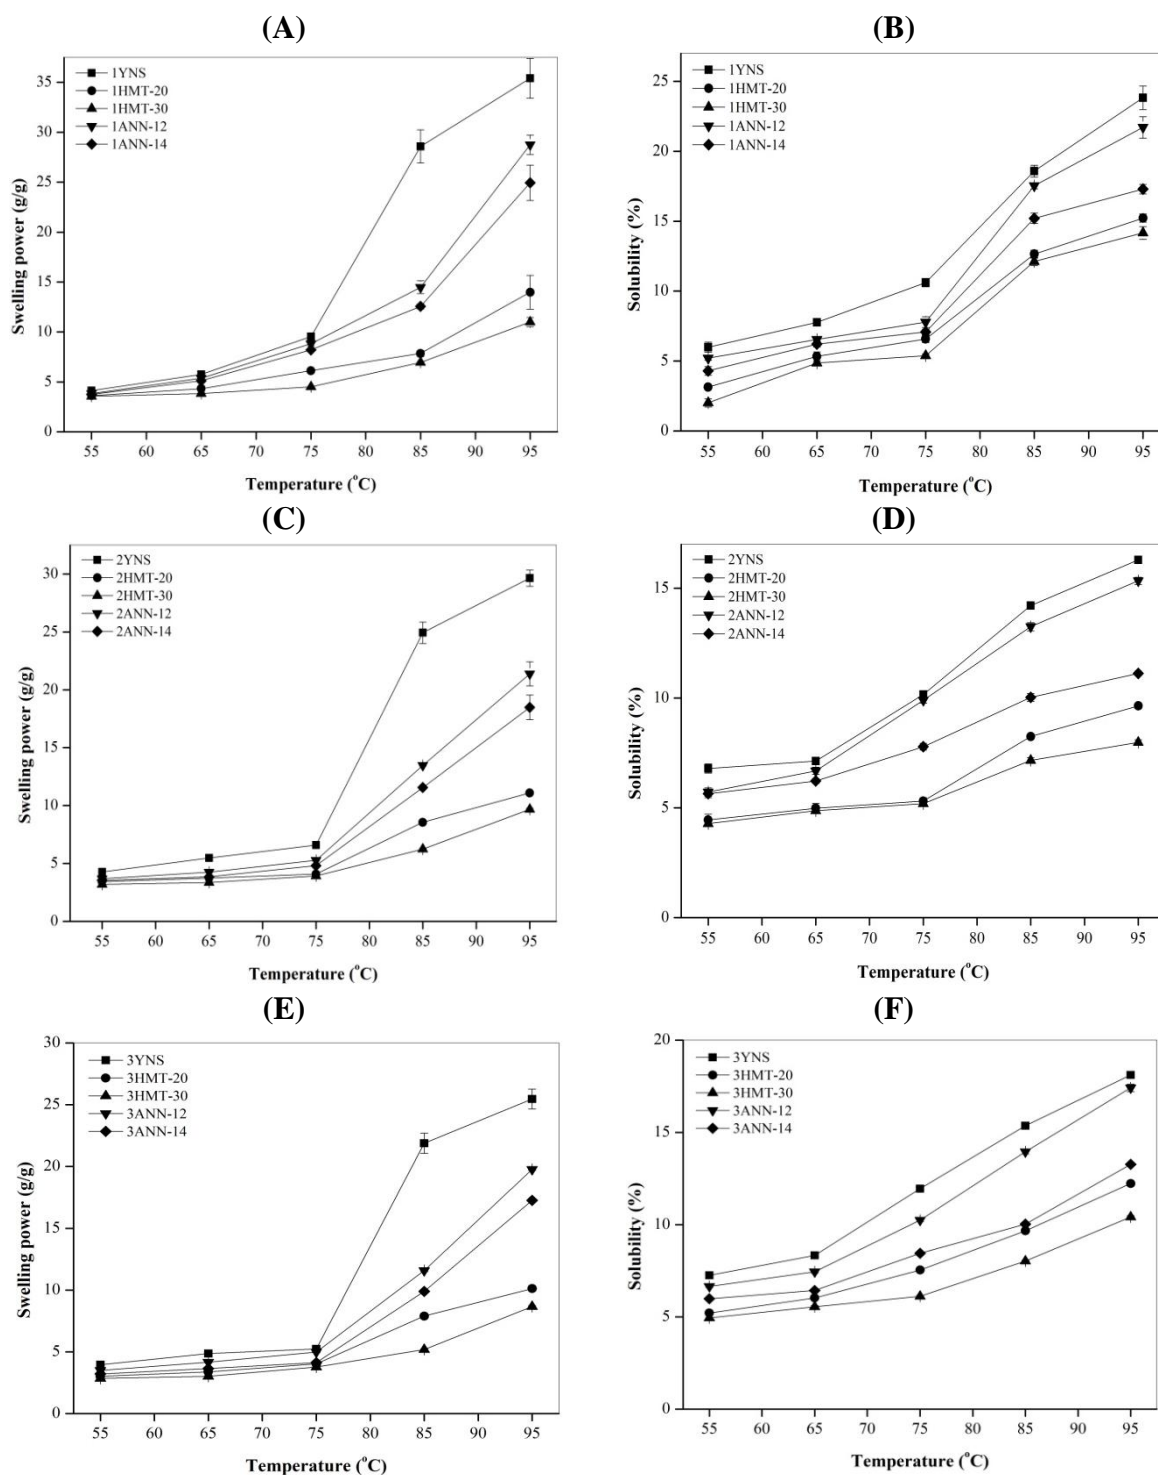 (A)
1YNS
1HMT-20
1HMT-30
1ANN-12
1ANN-14
35
30
25
20
15
10
5
0
Swelling power (g/g)
55 60 65 70 75 80 85 90 95
Temperature (°C)
(B)
1YNS
1HMT-20
1HMT-30
1ANN-12
1ANN-14
25
20
15
10
5
0
Solubility (%)
55 60 65 70 75 80 85 90 95
Temperature (°C)
(C)
2YNS
2HMT-20
2HMT-30
2ANN-12
2ANN-14
30
25
20
15
10
5
0
Swelling power (g/g)
55 60 65 70 75 80 85 90 95
Temperature (°C)
(D)
2YNS
2HMT-20
2HMT-30
2ANN-12
2ANN-14
15
10
5
0
Solubility (%)
55 60 65 70 75 80 85 90 95
Temperature (°C)
(E)
3YNS
3HMT-20
3HMT-30
3ANN-12
3ANN-14
30
25
20
15
10
5
0
Swelling power (g/g)
55 60 65 70 75 80 85 90 95
Temperature (°C)
(F)
3YNS
3HMT-20
3HMT-30
3ANN-12
3ANN-14
20
15
10
5
0
Solubility (%)
55 60 65 70 75 80 85 90 95
Temperature (°C)